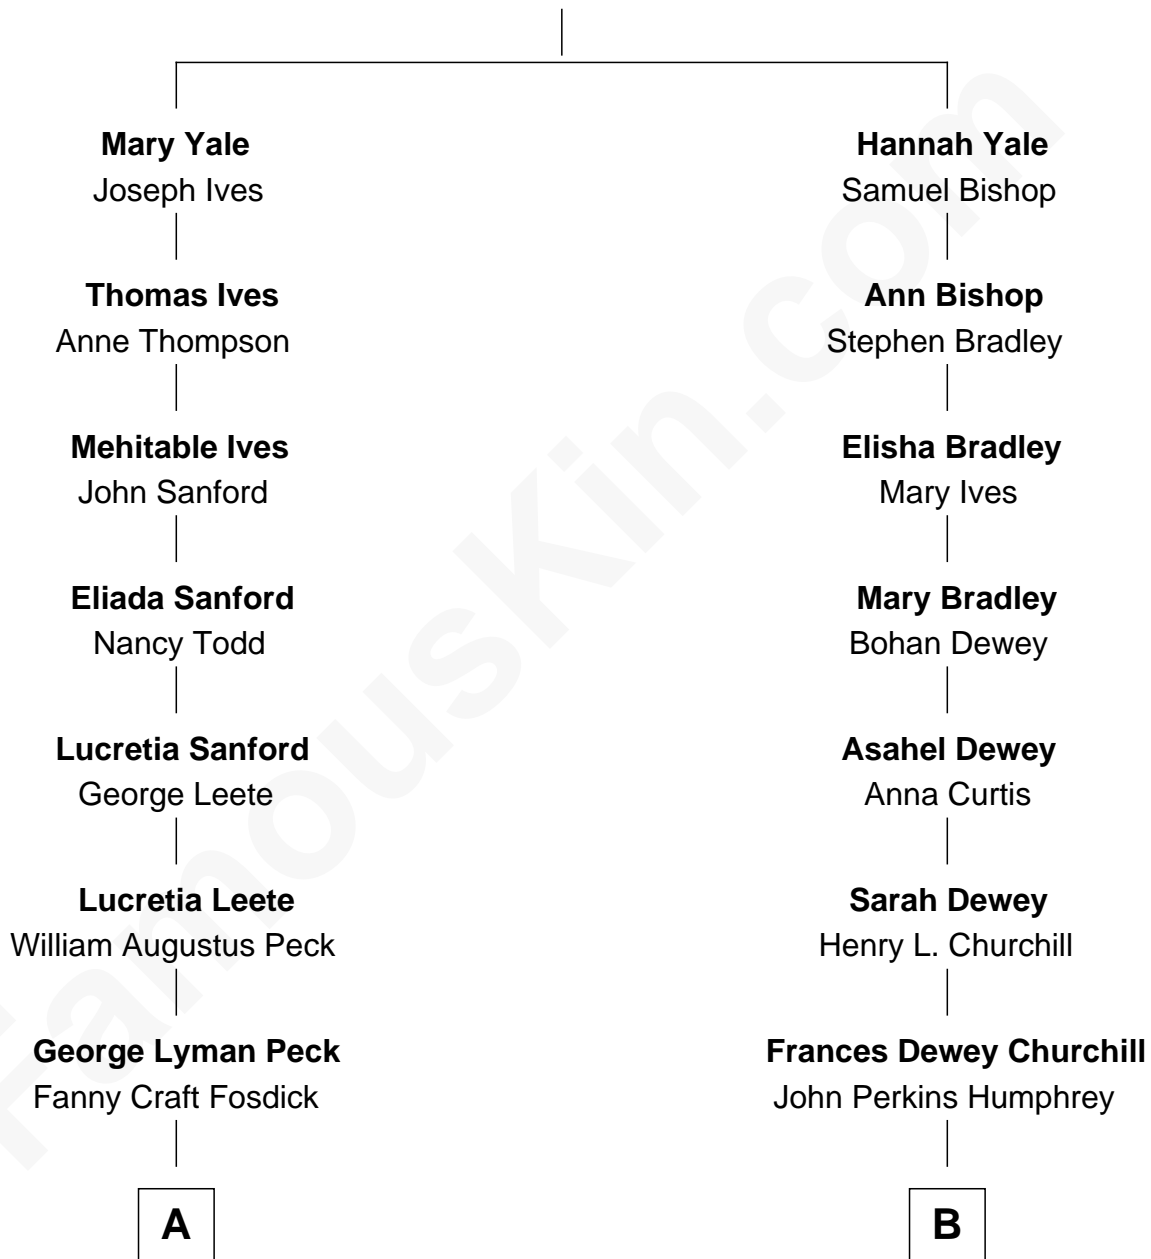 Mary Yale
Joseph Ives
Thomas Ives
Anne Thompson
Mehitable Ives
John Sanford
Eliada Sanford
Nancy Todd
Lucretia Sanford
George Leete
Lucretia Leete
William Augustus Peck
George Lyman Peck
Fanny Craft Fosdick
A
Hannah Yale
Samuel Bishop
Ann Bishop
Stephen Bradley
Elisha Bradley
Mary Ives
Mary Bradley
Bohan Dewey
Asahel Dewey
Anna Curtis
Sarah Dewey
Henry L. Churchill
Frances Dewey Churchill
John Perkins Humphrey
B
FamousKin.com